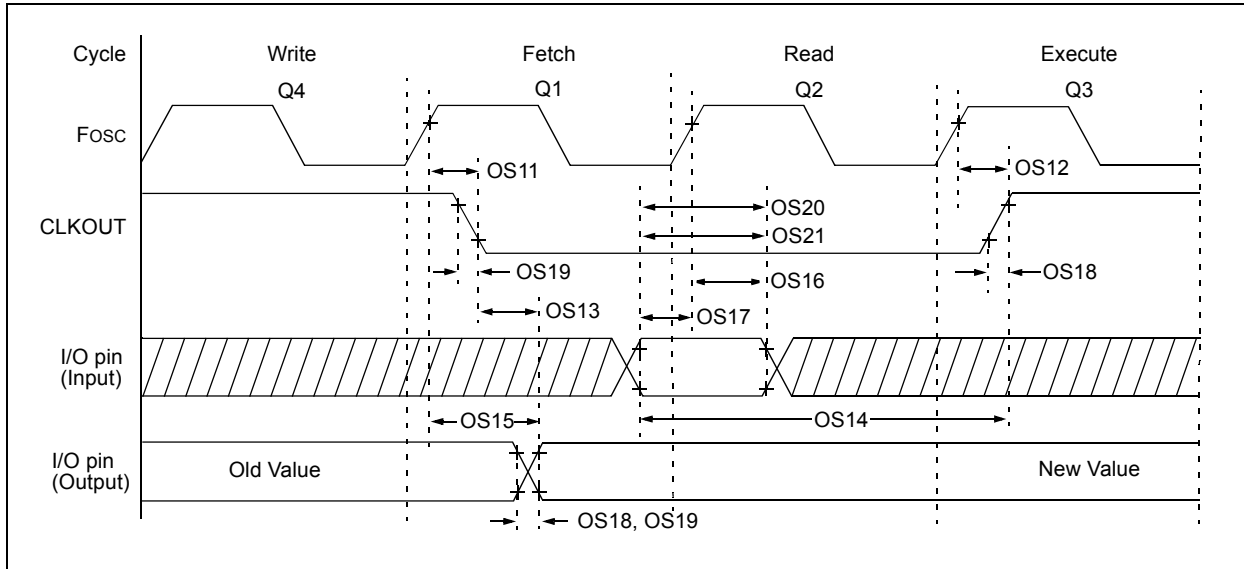 Cycle Write Fetch Read Execute
Q4 Q1 Q2 Q3
FOSC
OS11 OS12
OS20
CLKOUT
OS21
OS19 OS16 OS18
OS13 OS17
I/O pin
(Input)
OS15 OS14
I/O pin
(Output)
Old Value New Value
OS18, OS19